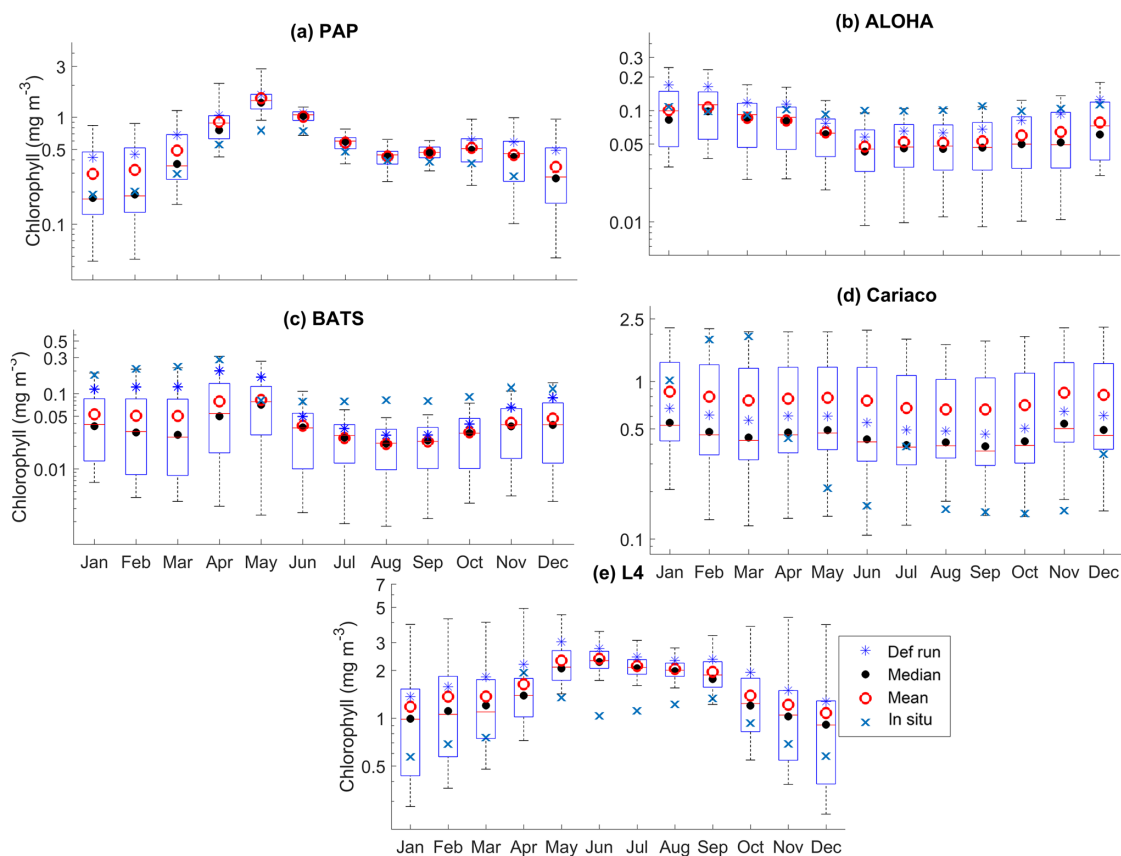 (a) PAP
Chlorophyll (mg m⁻³)
3
1
0.5
0.1
(b) ALOHA
0.3
0.2
0.1
0.05
0.01
(c) BATS
Chlorophyll (mg m⁻³)
0.5
0.3
0.1
0.05
0.01
Jan Feb Mar Apr May Jun Jul Aug Sep Oct Nov Dec
(d) Cariaco
2.5
1
0.5
0.1
Jan Feb Mar Apr May Jun Jul Aug Sep Oct Nov Dec
(e) L4
Chlorophyll (mg m⁻³)
7
5
3
2
1
0.5
Jan Feb Mar Apr May Jun Jul Aug Sep Oct Nov Dec
Def run
Median
Mean
In situ